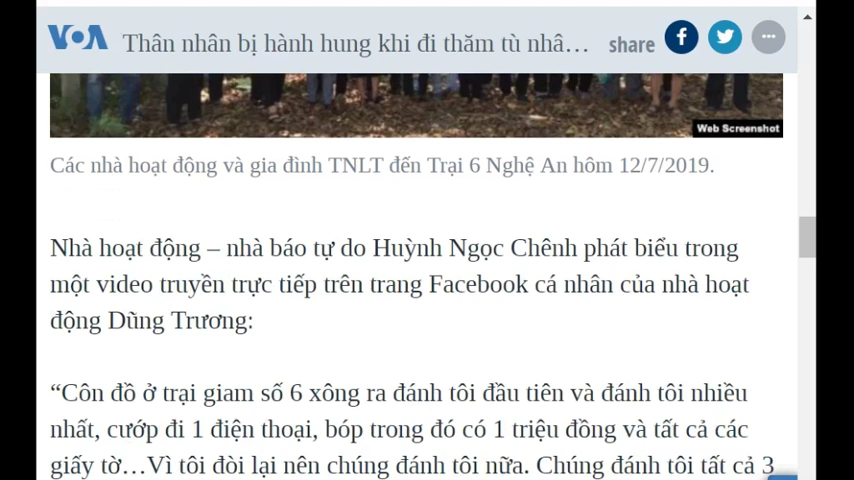 VOA Thân nhân bị hành hung khi đi thăm tù nhâ… share
Web Screenshot
Các nhà hoạt động và gia đình TNLT đến Trại 6 Nghệ An hôm 12/7/2019.
Nhà hoạt động – nhà báo tự do Huỳnh Ngọc Chênh phát biểu trong
một video truyền trực tiếp trên trang Facebook cá nhân của nhà hoạt
động Dũng Trương:
“Côn đồ ở trại giam số 6 xông ra đánh tôi đầu tiên và đánh tôi nhiều
nhất, cướp đi 1 điện thoại, bóp trong đó có 1 triệu đồng và tất cả các
giấy tờ…Vì tôi đòi lại nên chúng đánh tôi nữa. Chúng đánh tôi tất cả 3